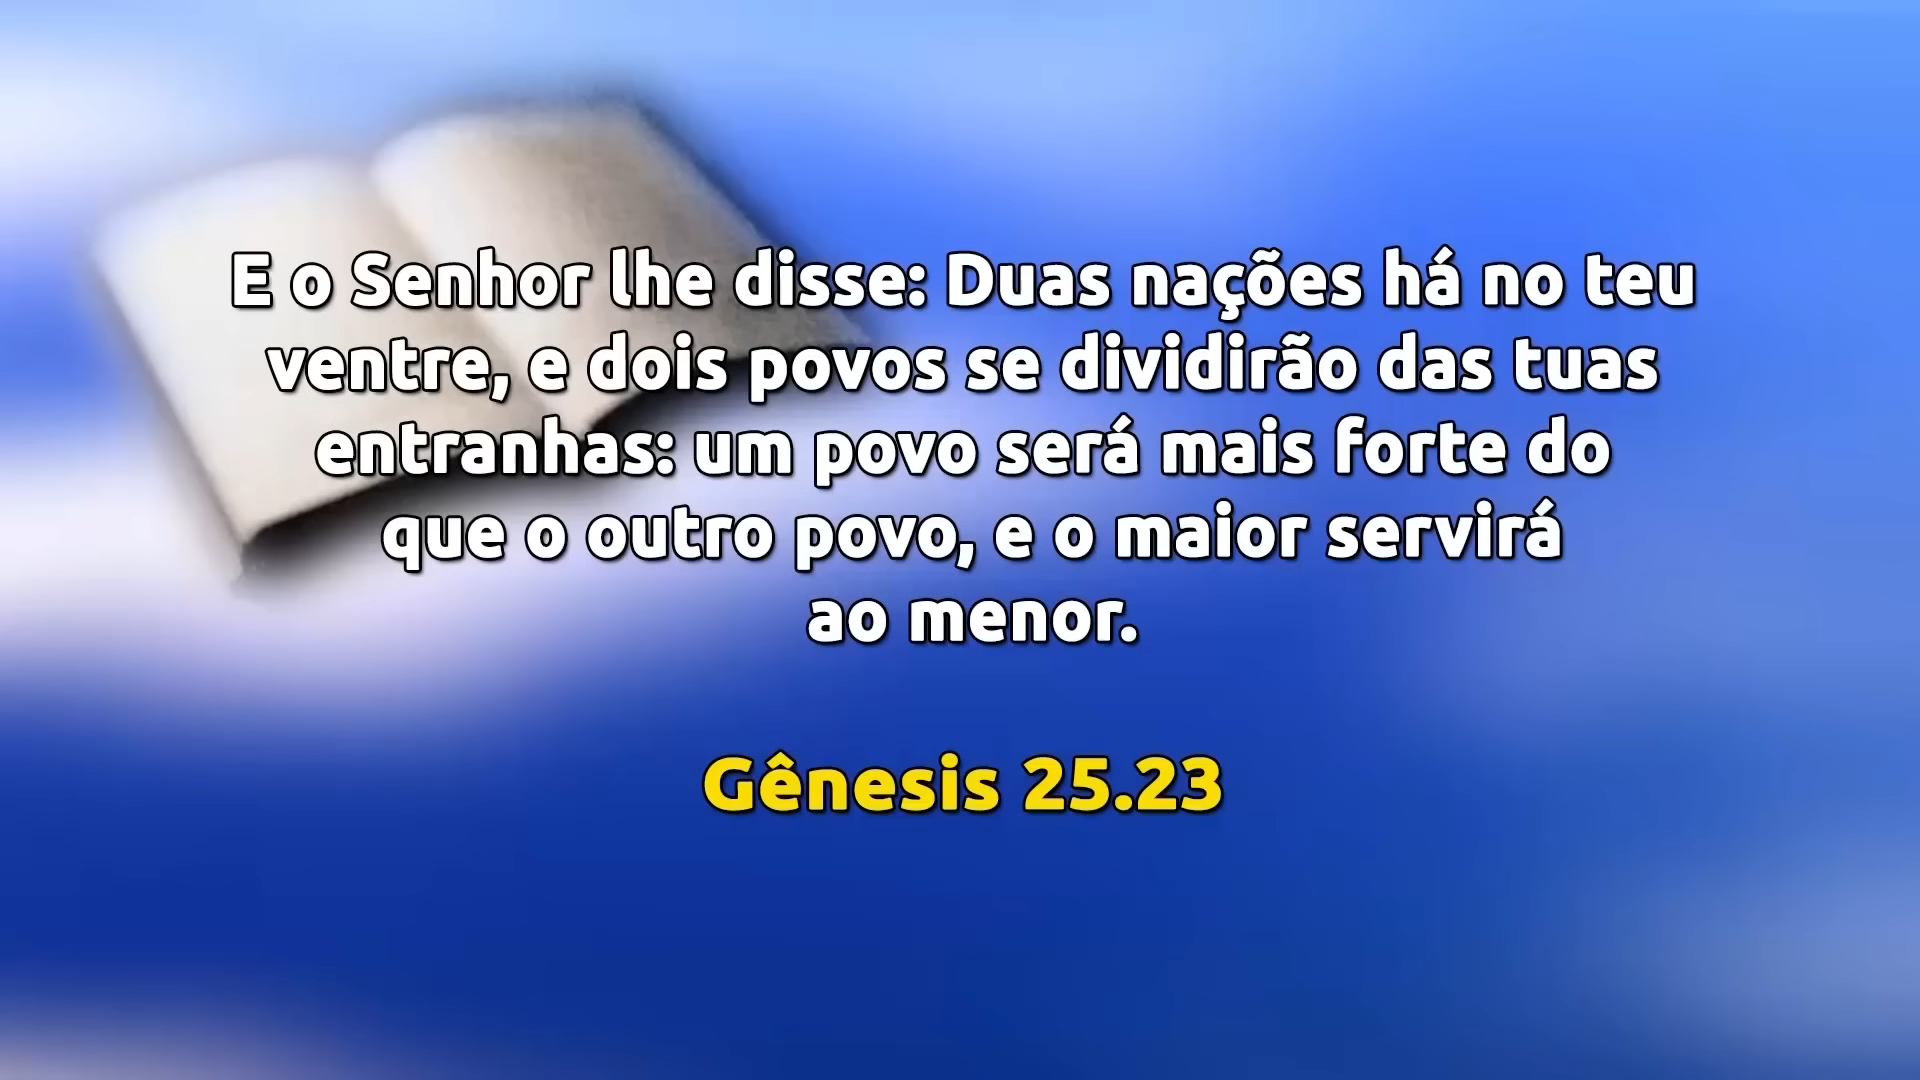 E o Senhor lhe disse: Duas nações há no teu
ventre, e dois povos se dividirão das tuas
entranhas: um povo será mais forte do
que o outro povo, e o maior servirá
ao menor.
Gênesis 25.23